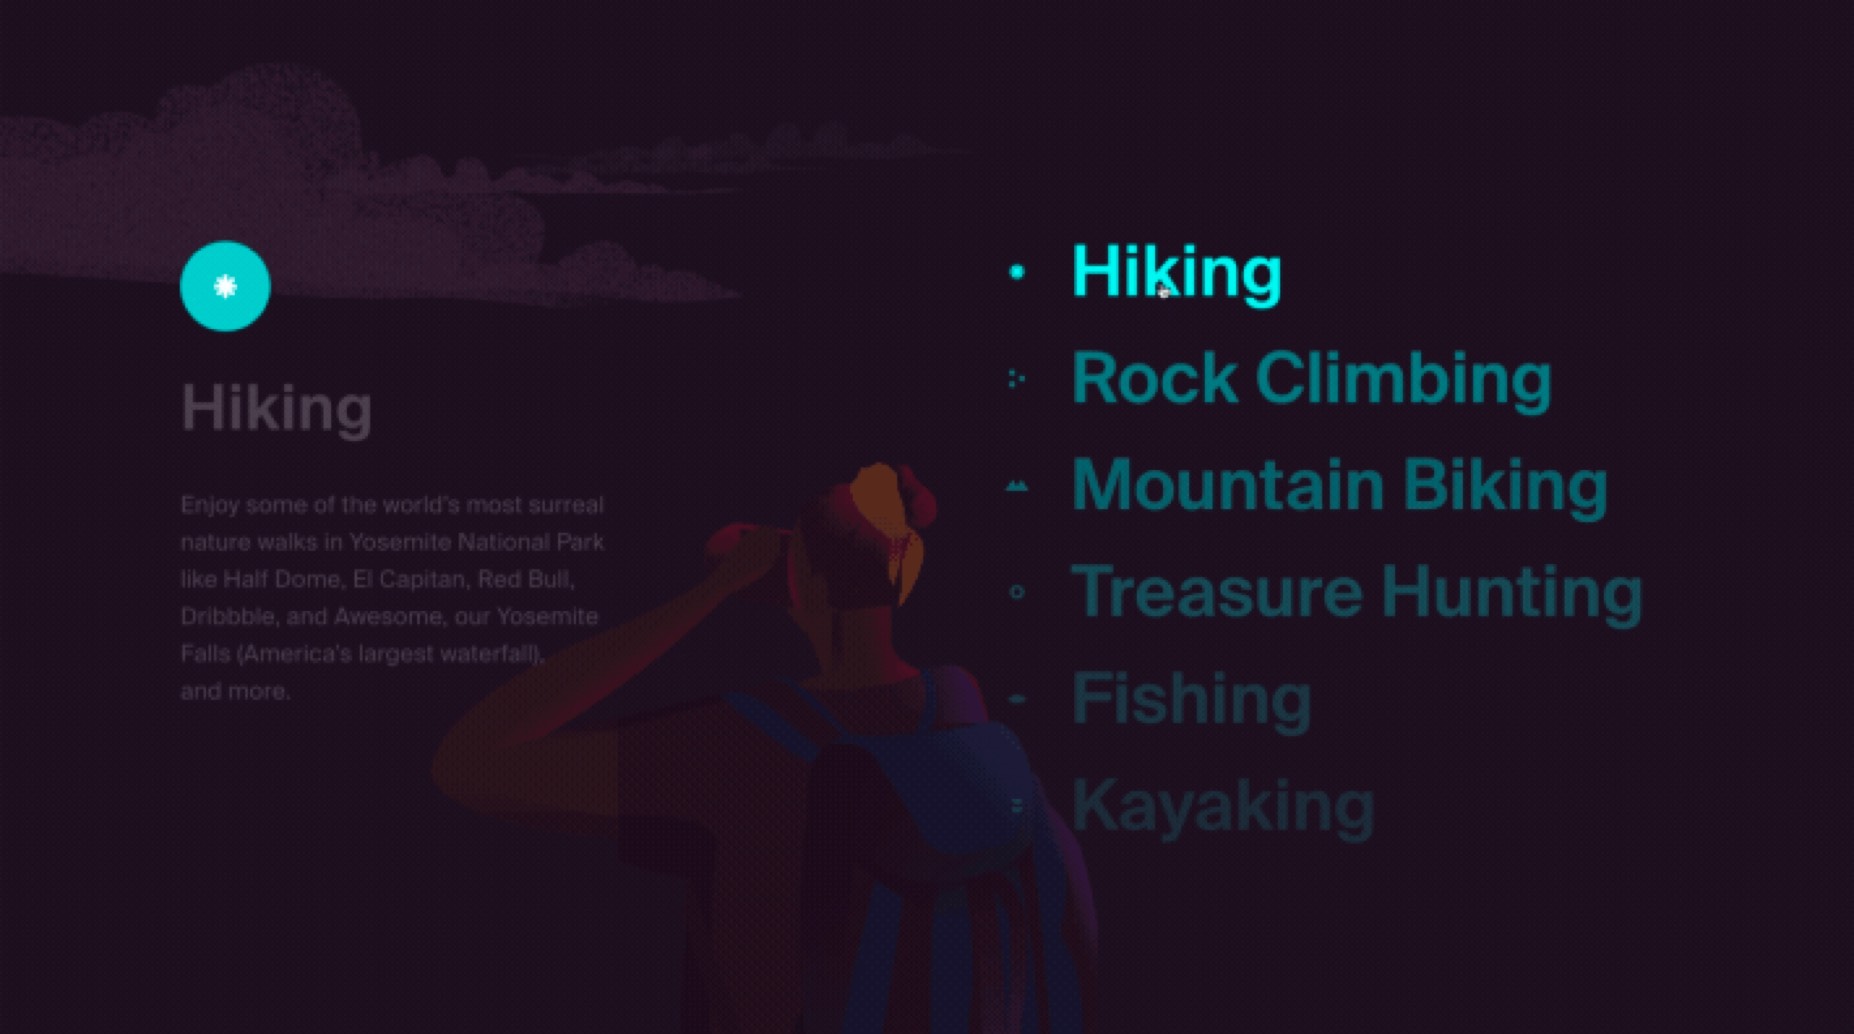 Hiking
Enjoy some of the world's most surreal
nature walks in Yosemite National Park
like Half Dome, El Capitan, Red Bull,
Dribbble, and Awesome, our Yosemite
Falls (America's largest waterfall),
and more.
Hiking
Rock Climbing
Mountain Biking
Treasure Hunting
Fishing
Kayaking